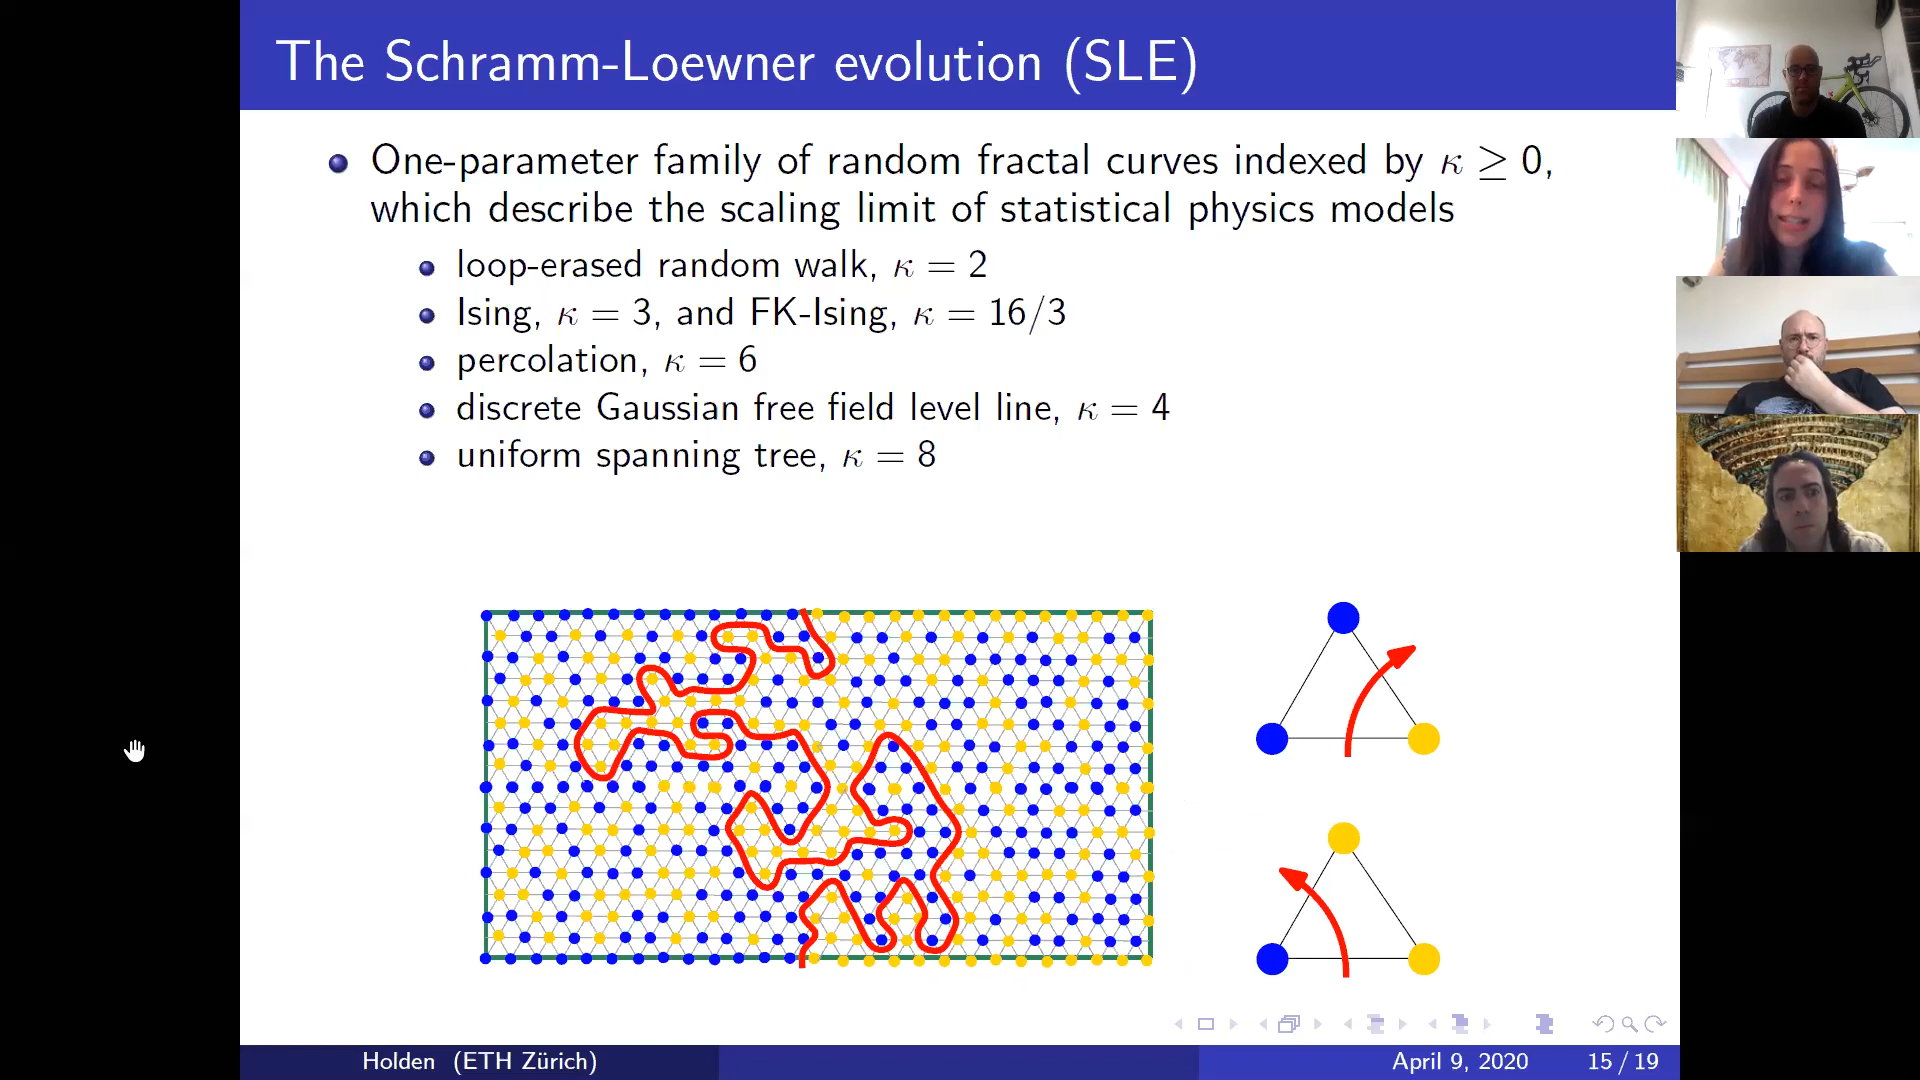 The Schramm-Loewner evolution (SLE)
One-parameter family of random fractal curves indexed by κ ≥ 0,
which describe the scaling limit of statistical physics models
loop-erased random walk, κ = 2
Ising, κ = 3, and FK-Ising, κ = 16/3
percolation, κ = 6
discrete Gaussian free field level line, κ = 4
uniform spanning tree, κ = 8
Holden (ETH Zürich)
April 9, 2020
15 / 19